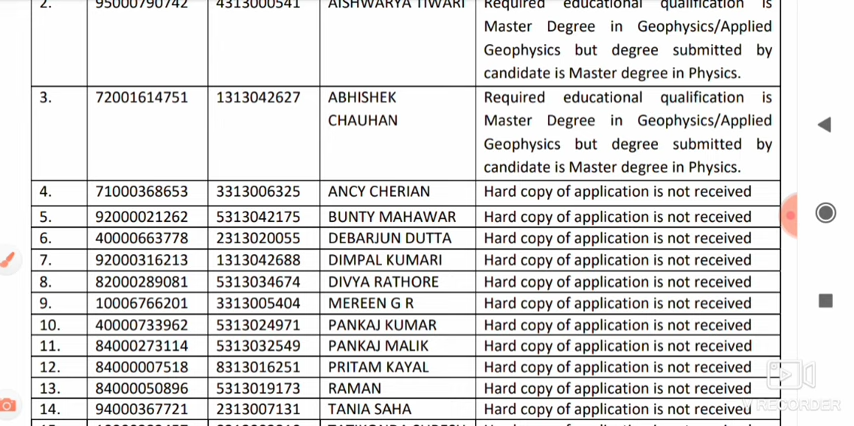 2. 95000790742 4313000541 AISHWARYA TIWARI Required educational qualification is
Master Degree in Geophysics/Applied
Geophysics but degree submitted by
candidate is Master degree in Physics.
3. 72001614751 1313042627 ABHISHEK Required educational qualification is
CHAUHAN Master Degree in Geophysics/Applied
Geophysics but degree submitted by
candidate is Master degree in Physics.
4. 71000368653 3313006325 ANCY CHERIAN Hard copy of application is not received
5. 92000021262 5313042175 BUNTY MAHAWAR Hard copy of application is not received
6. 40000663778 2313020055 DEBARJUN DUTTA Hard copy of application is not received
7. 92000316213 1313042688 DIMPAL KUMARI Hard copy of application is not received
8. 82000289081 5313034674 DIVYA RATHORE Hard copy of application is not received
9. 10006766201 3313005404 MEREEN G R Hard copy of application is not received
10. 40000733962 5313024971 PANKAJ KUMAR Hard copy of application is not received
11. 84000273114 5313032549 PANKAJ MALIK Hard copy of application is not received
12. 84000007518 8313016251 PRITAM KAYAL Hard copy of application is not received
13. 84000050896 5313019173 RAMAN Hard copy of application is not received
14. 94000367721 2313007131 TANIA SAHA Hard copy of application is not received
RECORDER